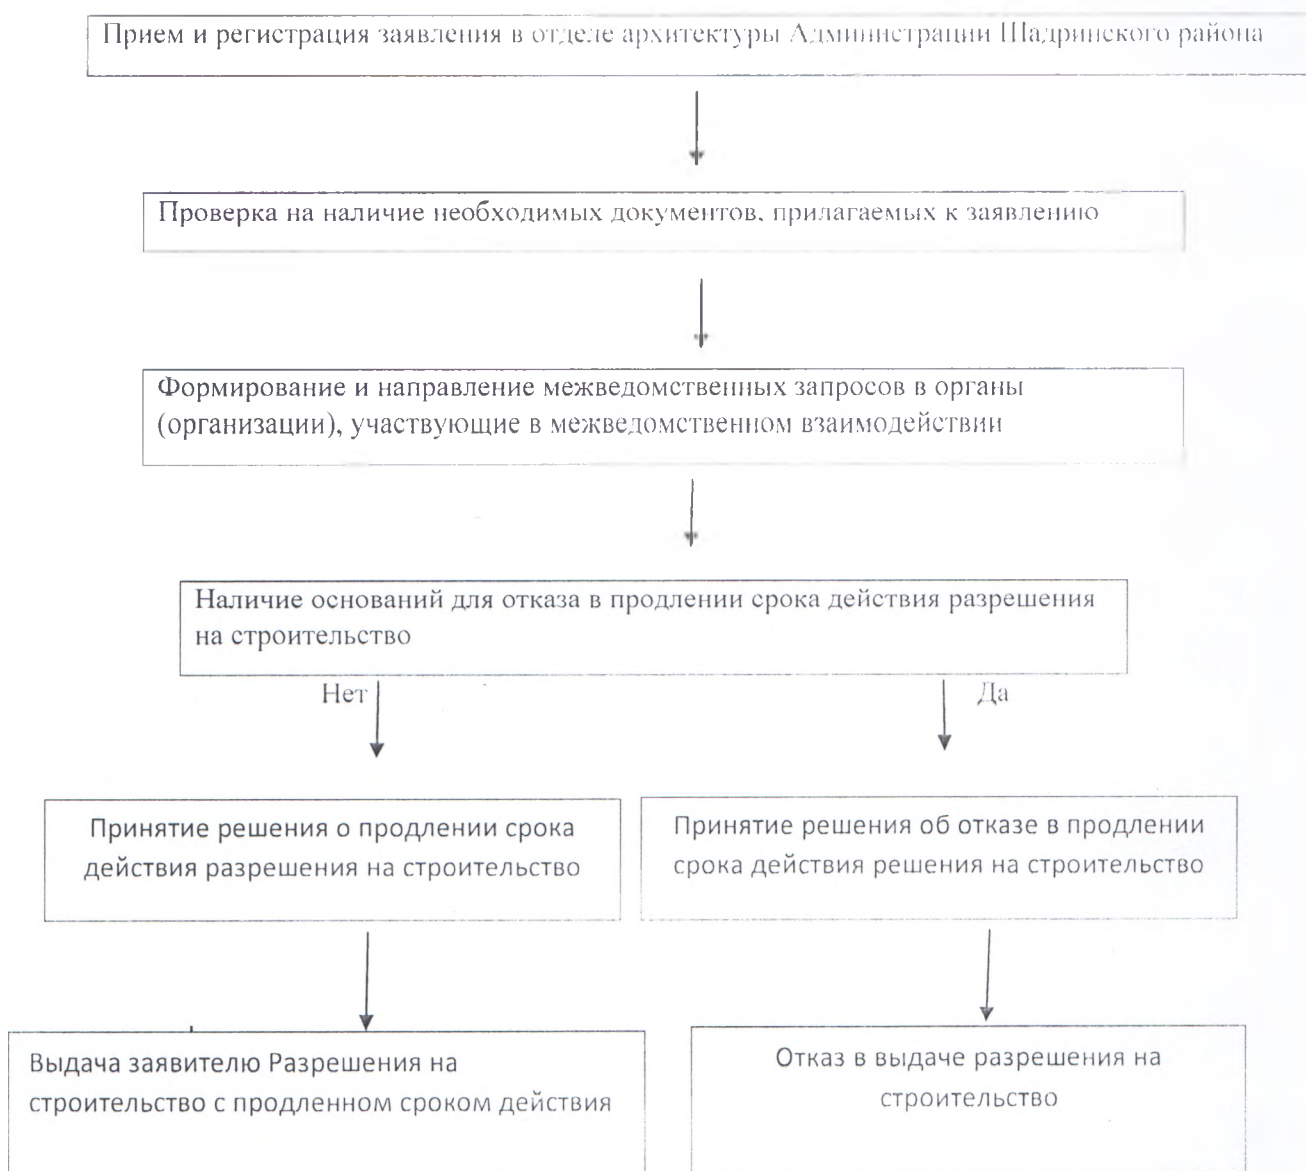 Прием и регистрация заявления в отделе архитектуры Администрации Шадринского района
Проверка на наличие необходимых документов, прилагаемых к заявлению
Формирование и направление межведомственных запросов в органы
(организации), участвующие в межведомственном взаимодействии
Наличие оснований для отказа в продлении срока действия разрешения
на строительство
Нет
Да
Принятие решения о продлении срока
действия разрешения на строительство
Принятие решения об отказе в продлении
срока действия решения на строительство
Выдача заявителю Разрешения на
строительство с продленном сроком действия
Отказ в выдаче разрешения на
строительство